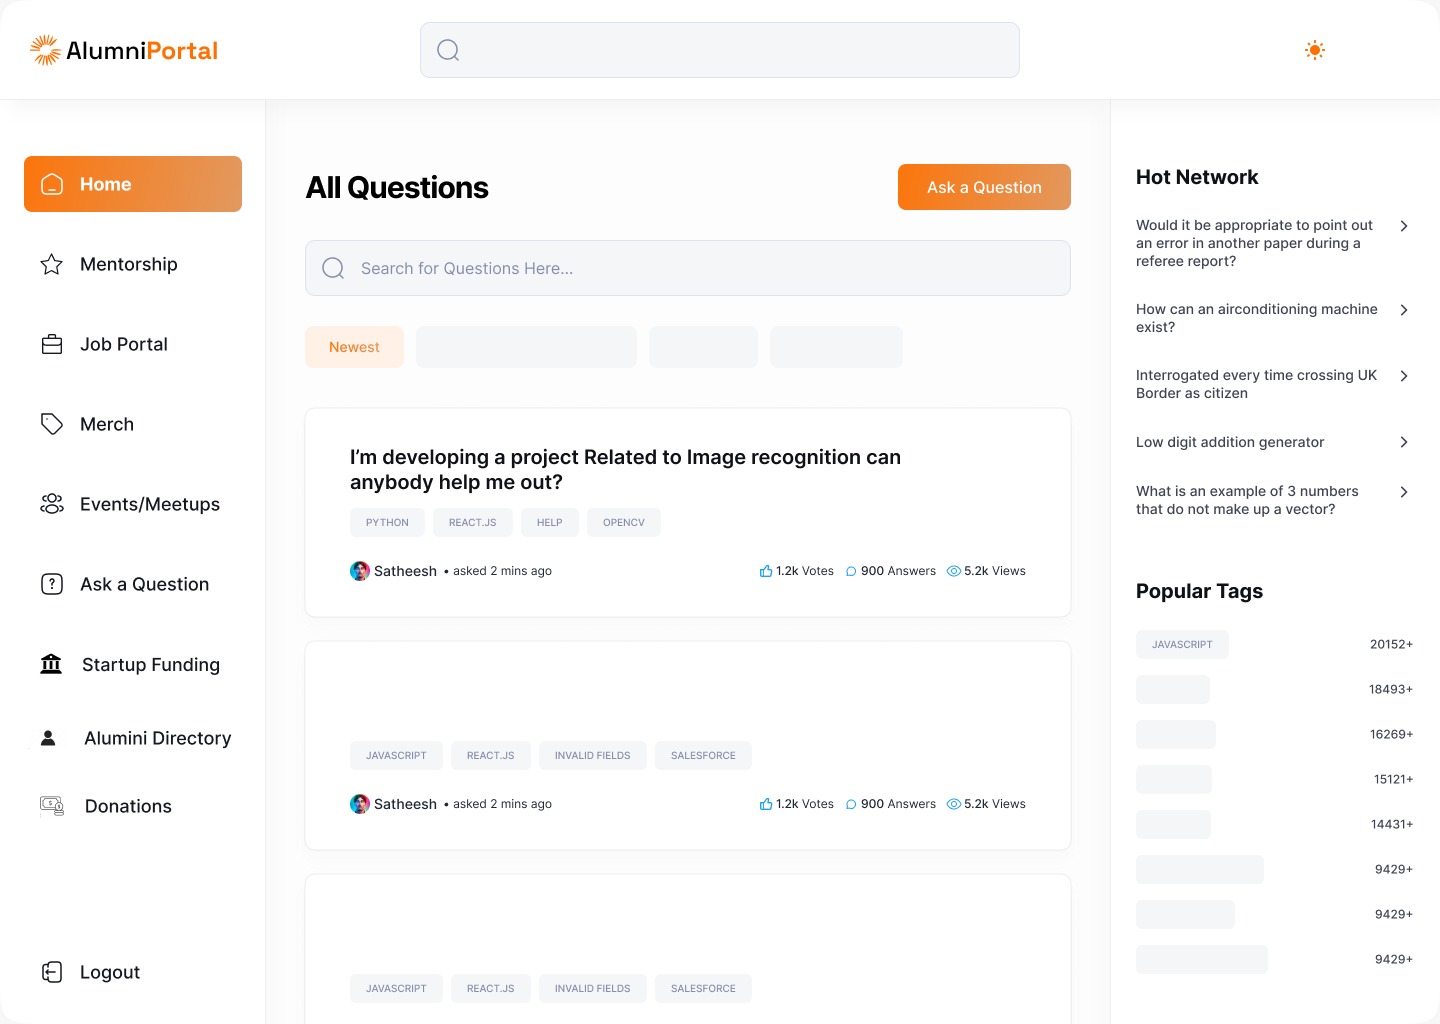 AlumniPortal
Home
Mentorship
Job Portal
Merch
Events/Meetups
Ask a Question
Startup Funding
Alumini Directory
Donations
Logout
All Questions
Ask a Question
Search for Questions Here...
Newest
I’m developing a project Related to Image recognition can
anybody help me out?
PYTHON REACT.JS HELP OPENCV
Satheesh • asked 2 mins ago 1.2k Votes 900 Answers 5.2k Views
JAVASCRIPT REACT.JS INVALID FIELDS SALESFORCE
Satheesh • asked 2 mins ago 1.2k Votes 900 Answers 5.2k Views
JAVASCRIPT REACT.JS INVALID FIELDS SALESFORCE
Hot Network
Would it be appropriate to point out
an error in another paper during a
referee report?
How can an airconditioning machine
exist?
Interrogated every time crossing UK
Border as citizen
Low digit addition generator
What is an example of 3 numbers
that do not make up a vector?
Popular Tags
JAVASCRIPT 20152+
18493+
16269+
15121+
14431+
9429+
9429+
9429+